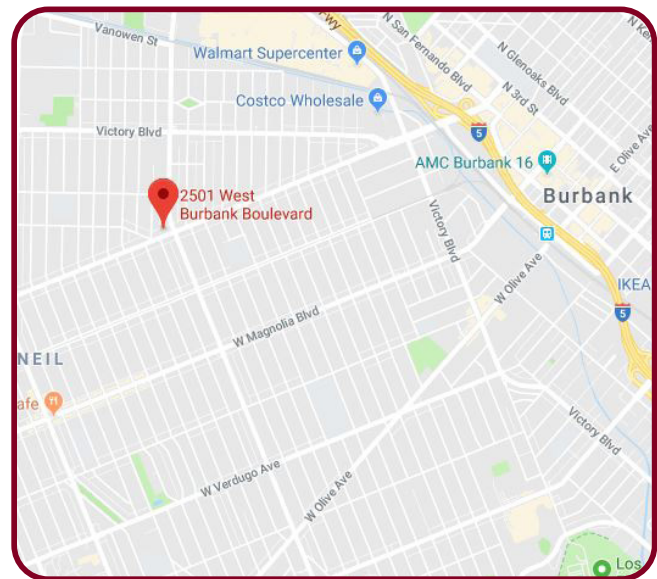 Vanowen St
Fwy
N San Fernando Blvd
N Glenoaks Blvd
N Ke
Walmart Supercenter
N 3rd St
Costco Wholesale
Victory Blvd
5
E Olive Ave
AMC Burbank 16
2501 West
Burbank Boulevard
Burbank
Victory Blvd
W Olive Ave
IKEA
5
W Magnolia Blvd
NEIL
afe
Victory Blvd
W Verdugo Ave
W Olive Ave
Los